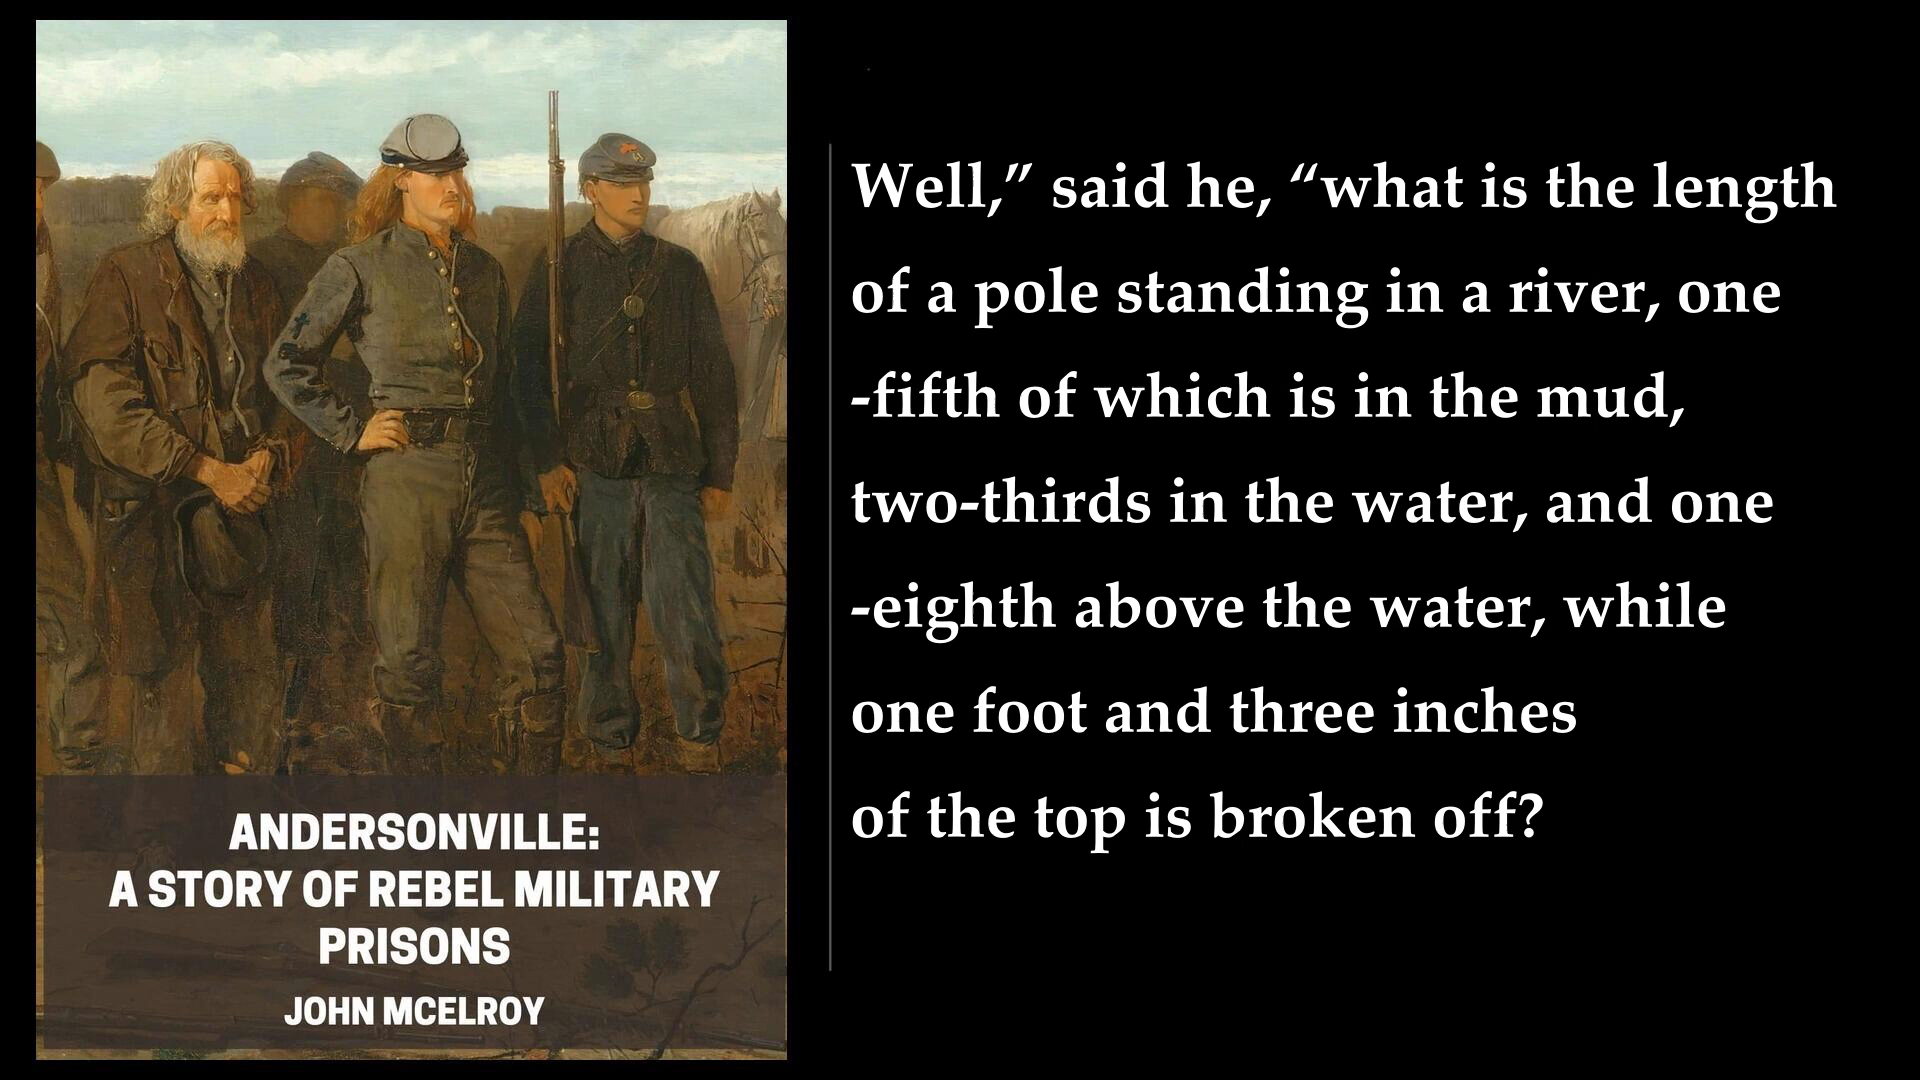 ANDERSONVILLE:
A STORY OF REBEL MILITARY
PRISONS
JOHN MCELROY
Well,” said he, “what is the length
of a pole standing in a river, one
-fifth of which is in the mud,
two-thirds in the water, and one
-eighth above the water, while
one foot and three inches
of the top is broken off?